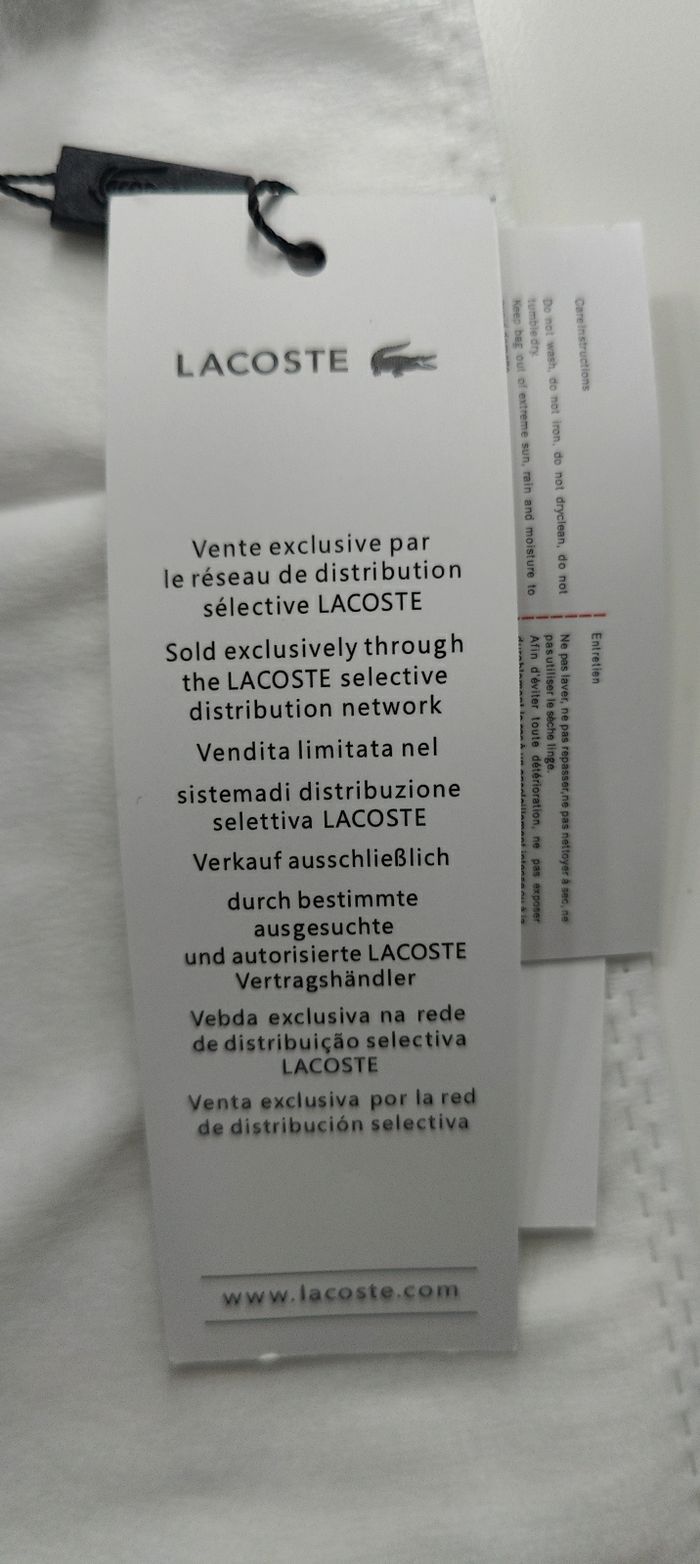 LACOSTE
Vente exclusive par
le réseau de distribution
sélective LACOSTE
Sold exclusively through
the LACOSTE selective
distribution network
Vendita limitata nel
sistemadi distribuzione
selettiva LACOSTE
Verkauf ausschließlich
durch bestimmte
ausgesuchte
und autorisierte LACOSTE
Vertragshändler
Vebda exclusiva na rede
de distribuição selectiva
LACOSTE
Venta exclusiva por la red
de distribución selectiva
www.lacoste.com
Care Instructions
Do not wash, do not iron, do not dryclean, do not
tumble dry.
Keep bag out of extreme sun, rain and moisture to
Entretien
Ne pas laver, ne pas repasser,ne pas nettoyer à sec, ne
pas utiliser le sèche linge.
Afin d'éviter toute détérioration, ne pas exposer